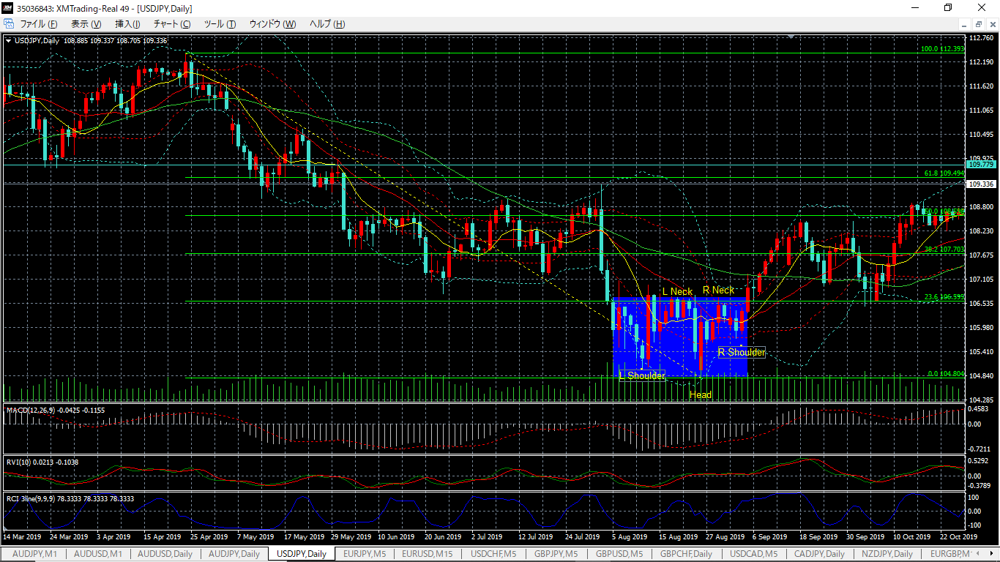 35036843: XMTrading-Real 49 - [USDJPY,Daily]
ファイル (F) 表示 (V) 挿入(I) チャート (C) ツール (T) ウィンドウ (W) ヘルプ (H)
USDJPY,Daily 108.885 109.337 108.705 109.336
112.760
100.0 112.393
112.190
111.620
111.065
110.495
109.925
109.779
61.8 109.494
109.336
108.800
50.0 108.598
108.230
38.2 107.703
107.675
107.105
L Neck R Neck
23.6 106.595
106.535
105.980
R Shoulder
105.410
L Shoulder
0.0 104.804
104.840
Head
104.285
MACD(12,26,9) -0.0425 -0.1155
0.4583
0.00
-0.7211
RVI(10) 0.0213 -0.1038
0.5292
0.00
-0.3789
RCI 3line(9,9,9) 78.3333 78.3333 78.3333
100
0.00
-100
14 Mar 2019 24 Mar 2019 3 Apr 2019 15 Apr 2019 25 Apr 2019 7 May 2019 17 May 2019 29 May 2019 10 Jun 2019 20 Jun 2019 2 Jul 2019 12 Jul 2019 24 Jul 2019 5 Aug 2019 15 Aug 2019 27 Aug 2019 6 Sep 2019 18 Sep 2019 30 Sep 2019 10 Oct 2019 22 Oct 2019
AUDJPY,M1 AUDUSD,M1 AUDUSD,Daily AUDJPY,Daily USDJPY,Daily EURJPY,M5 EURUSD,M15 USDCHF,M5 GBPJPY,M5 GBPUSD,M5 GBPCHF,Daily USDCAD,M5 CADJPY,Daily NZDJPY,Daily